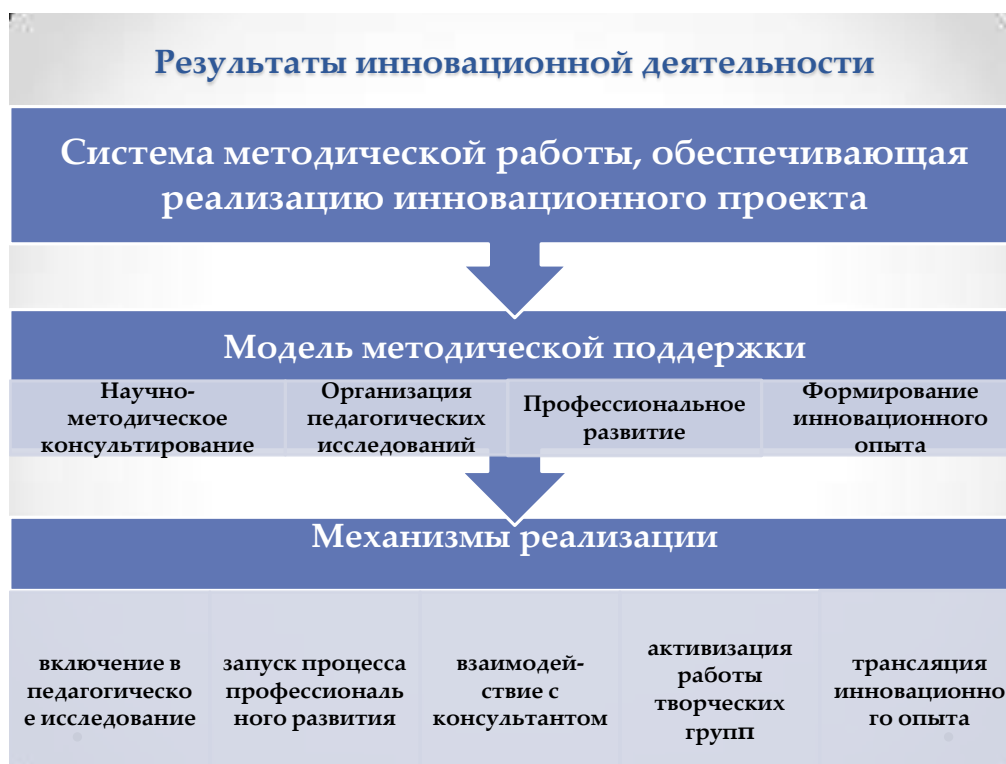 Результаты инновационной деятельности
Система методической работы, обеспечивающая
реализацию инновационного проекта
Модель методической поддержки
Научно-
методическое
консультирование
Организация
педагогических
исследований
Профессиональное
развитие
Формирование
инновационного
опыта
Механизмы реализации
включение в
педагогическо
е исследование
запуск процесса
профессиональ
ного развития
взаимодей-
ствие с
консультантом
активизация
работы
творческих
групп
трансляция
инновационно
го опыта